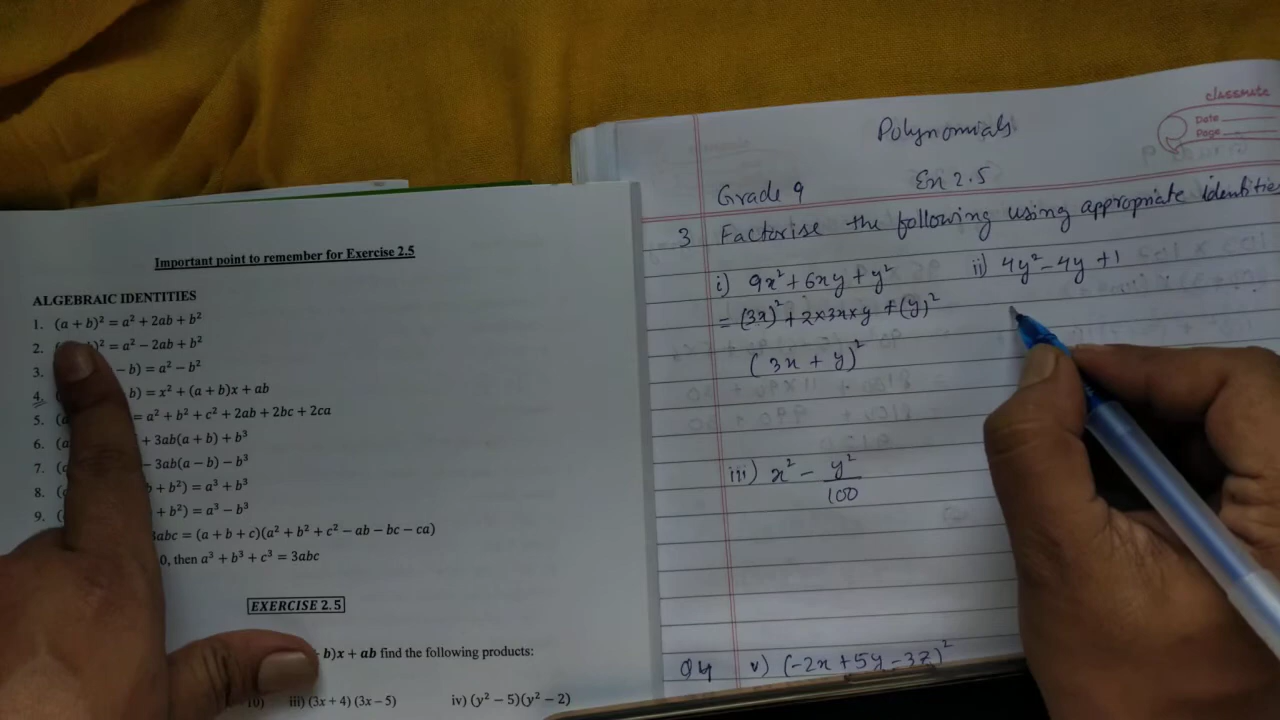 Important point to remember for Exercise 2.5
ALGEBRAIC IDENTITIES
1. (a + b)² = a² + 2ab + b²
2. )² = a² − 2ab + b²
3. − b) = a² − b²
4. b) = x² + (a + b)x + ab
5. (a = a² + b² + c² + 2ab + 2bc + 2ca
6. (a + 3ab(a + b) + b³
7. − 3ab(a − b) − b³
8. + b²) = a³ + b³
9. ( + b²) = a³ − b³
3abc = (a + b + c)(a² + b² + c² − ab − bc − ca)
0, then a³ + b³ + c³ = 3abc
EXERCISE 2.5
b)x + ab find the following products:
10) iii) (3x + 4) (3x − 5) iv) (y² − 5)(y² − 2)
classmate
Date
Page
Polynomials
Grade 9 Ex 2.5
3 Factorise the following using appropriate identities
i) 9x² + 6xy + y² ii) 4y² − 4y + 1
= (3x)² + 2×3x×y + (y)²
(3x + y)²
iii) x² − y²/100
Q4 v) (−2x + 5y − 3z)²